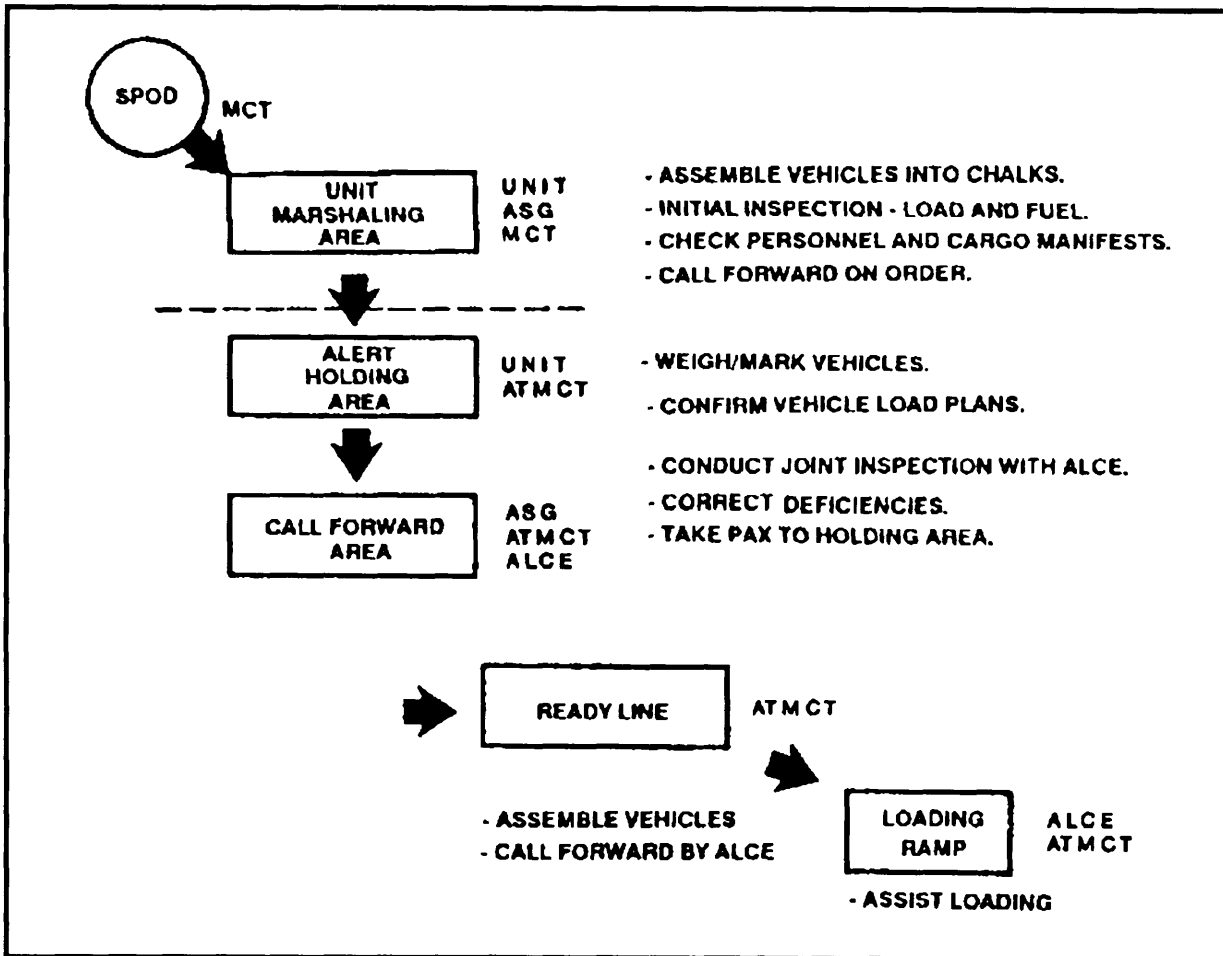 SPOD
MCT
UNIT
MARSHALING
AREA
UNIT
ASG
MCT
- ASSEMBLE VEHICLES INTO CHALKS.
- INITIAL INSPECTION - LOAD AND FUEL.
- CHECK PERSONNEL AND CARGO MANIFESTS.
- CALL FORWARD ON ORDER.
ALERT
HOLDING
AREA
UNIT
ATMCT
- WEIGH/MARK VEHICLES.
- CONFIRM VEHICLE LOAD PLANS.
CALL FORWARD
AREA
ASG
ATMCT
ALCE
- CONDUCT JOINT INSPECTION WITH ALCE.
- CORRECT DEFICIENCIES.
- TAKE PAX TO HOLDING AREA.
READY LINE
ATMCT
- ASSEMBLE VEHICLES
- CALL FORWARD BY ALCE
LOADING
RAMP
ALCE
ATMCT
- ASSIST LOADING